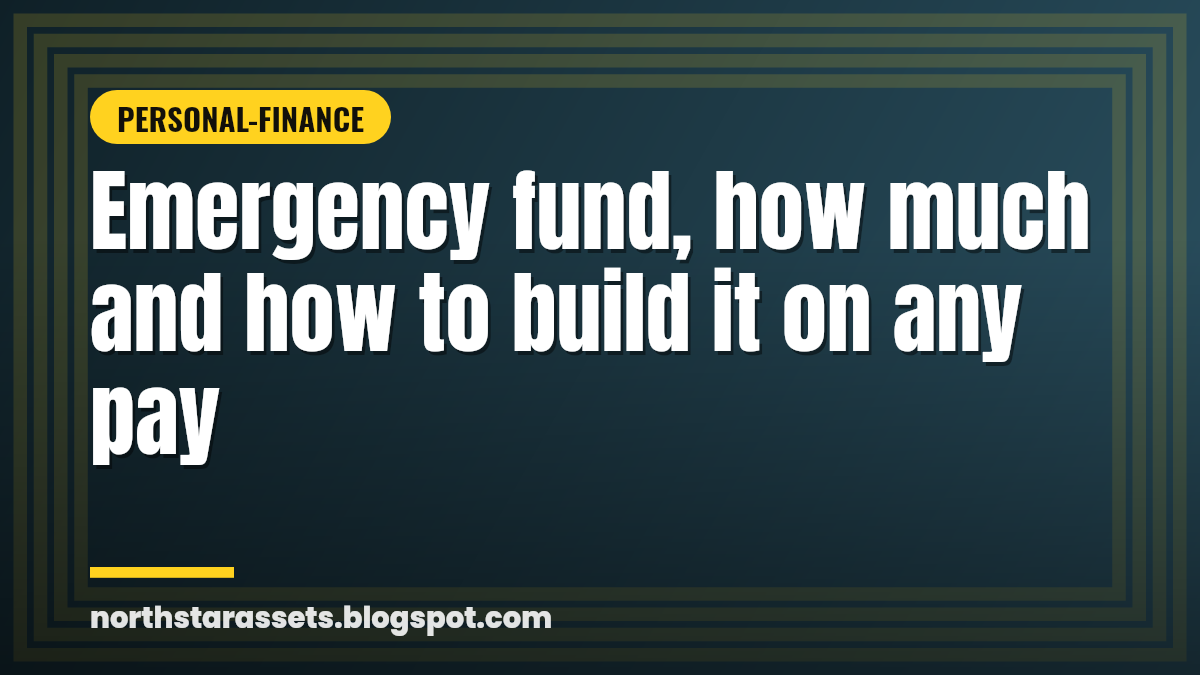 PERSONAL-FINANCE
Emergency fund, how much
and how to build it on any
pay
northstarassets.blogspot.com